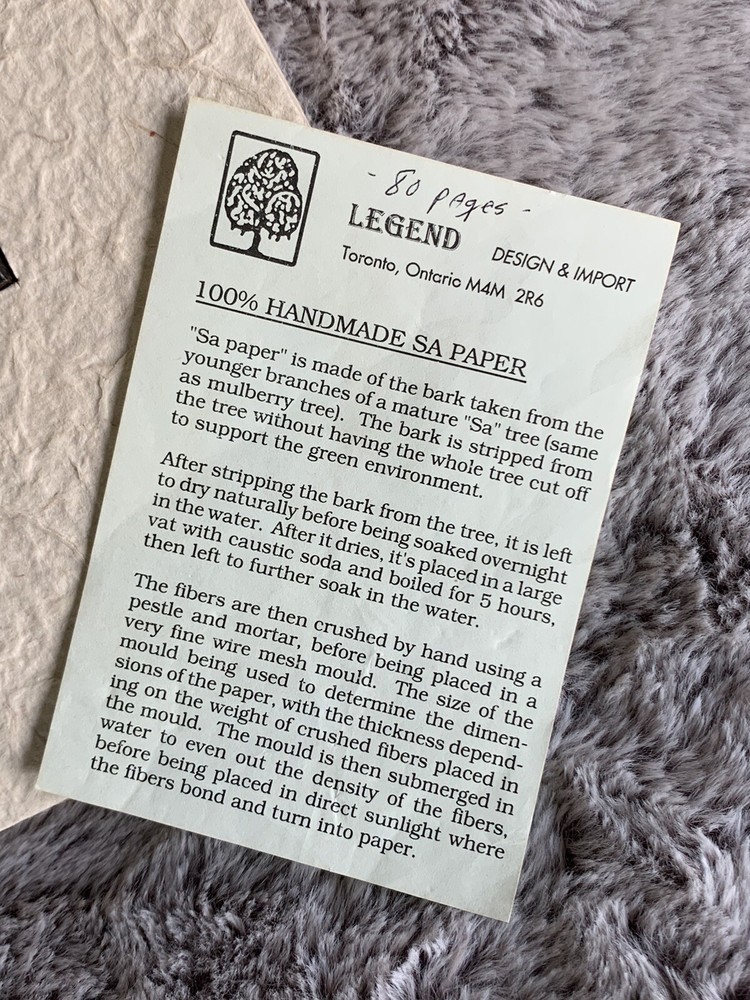 - 80 pages -
LEGEND DESIGN & IMPORT
Toronto, Ontario M4M 2R6
100% HANDMADE SA PAPER
"Sa paper" is made of the bark taken from the
younger branches of a mature "Sa" tree (same
as mulberry tree). The bark is stripped from
the tree without having the whole tree cut off
to support the green environment.
After stripping the bark from the tree, it is left
to dry naturally before being soaked overnight
in the water. After it dries, it's placed in a large
vat with caustic soda and boiled for 5 hours,
then left to further soak in the water.
The fibers are then crushed by hand using a
pestle and mortar, before being placed in a
very fine wire mesh mould. The size of the
mould being used to determine the dimen-
sions of the paper, with the thickness depend-
ing on the weight of crushed fibers placed in
the mould. The mould is then submerged in
water to even out the density of the fibers,
before being placed in direct sunlight where
the fibers bond and turn into paper.